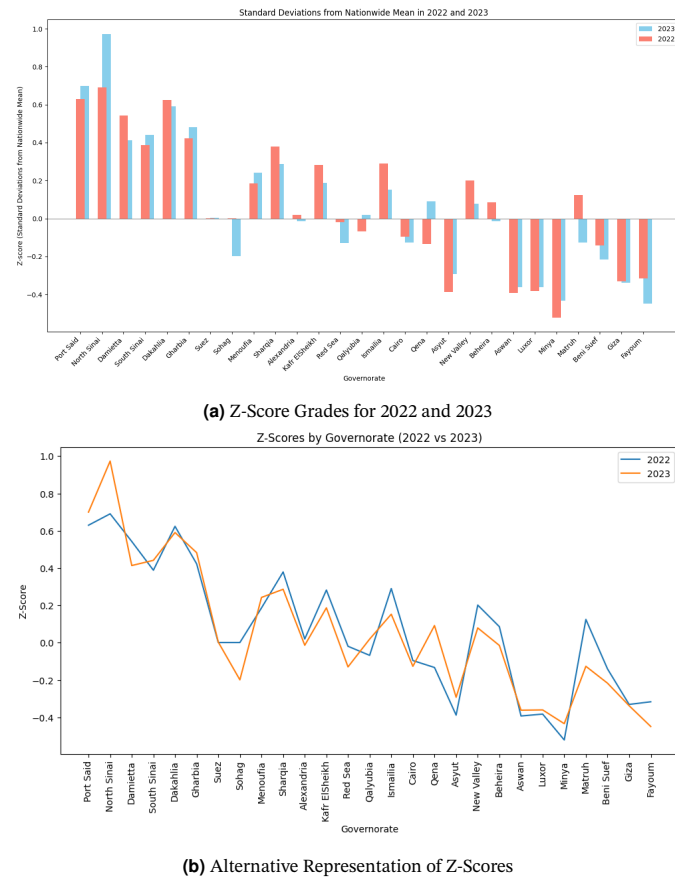 Standard Deviations from Nationwide Mean in 2022 and 2023
2023
2022
Z-score (Standard Deviations from Nationwide Mean)
1.0
0.8
0.6
0.4
0.2
0.0
−0.2
−0.4
Port Said
North Sinai
Damietta
South Sinai
Dakahlia
Gharbia
Suez
Sohag
Menoufia
Sharqia
Alexandria
Kafr ElSheikh
Red Sea
Qalyubia
Ismailia
Cairo
Qena
Asyut
New Valley
Beheira
Aswan
Luxor
Minya
Matruh
Beni Suef
Giza
Fayoum
Governorate
(a) Z-Score Grades for 2022 and 2023
Z-Scores by Governorate (2022 vs 2023)
2022
2023
Z-Score
1.0
0.8
0.6
0.4
0.2
0.0
−0.2
−0.4
Port Said
North Sinai
Damietta
South Sinai
Dakahlia
Gharbia
Suez
Sohag
Menoufia
Sharqia
Alexandria
Kafr ElSheikh
Red Sea
Qalyubia
Ismailia
Cairo
Qena
Asyut
New Valley
Beheira
Aswan
Luxor
Minya
Matruh
Beni Suef
Giza
Fayoum
Governorate
(b) Alternative Representation of Z-Scores